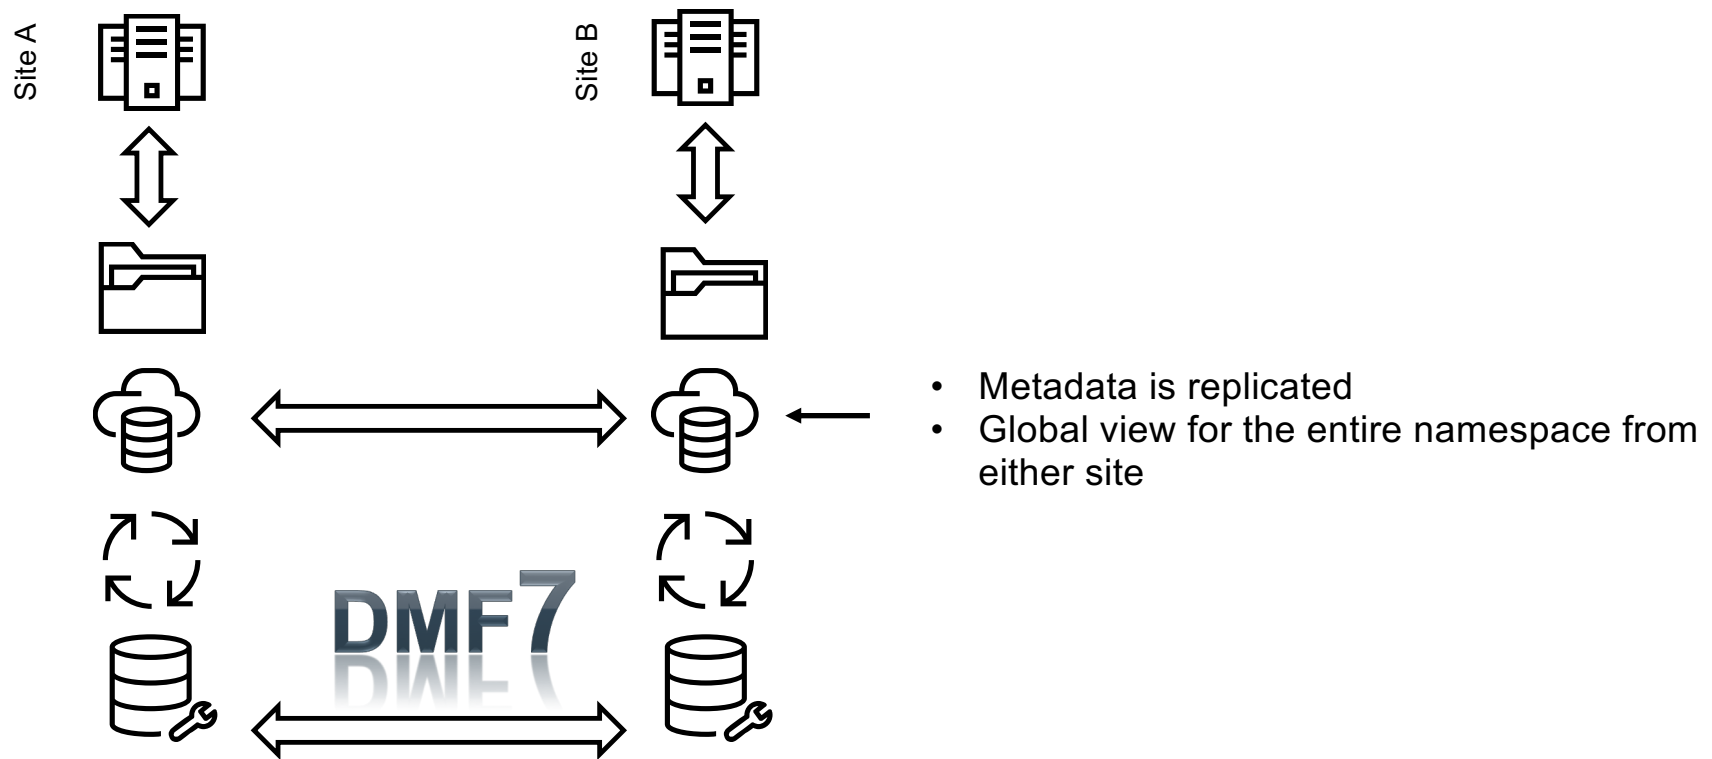 Site A
Site B
• Metadata is replicated
• Global view for the entire namespace from
either site
DMF7